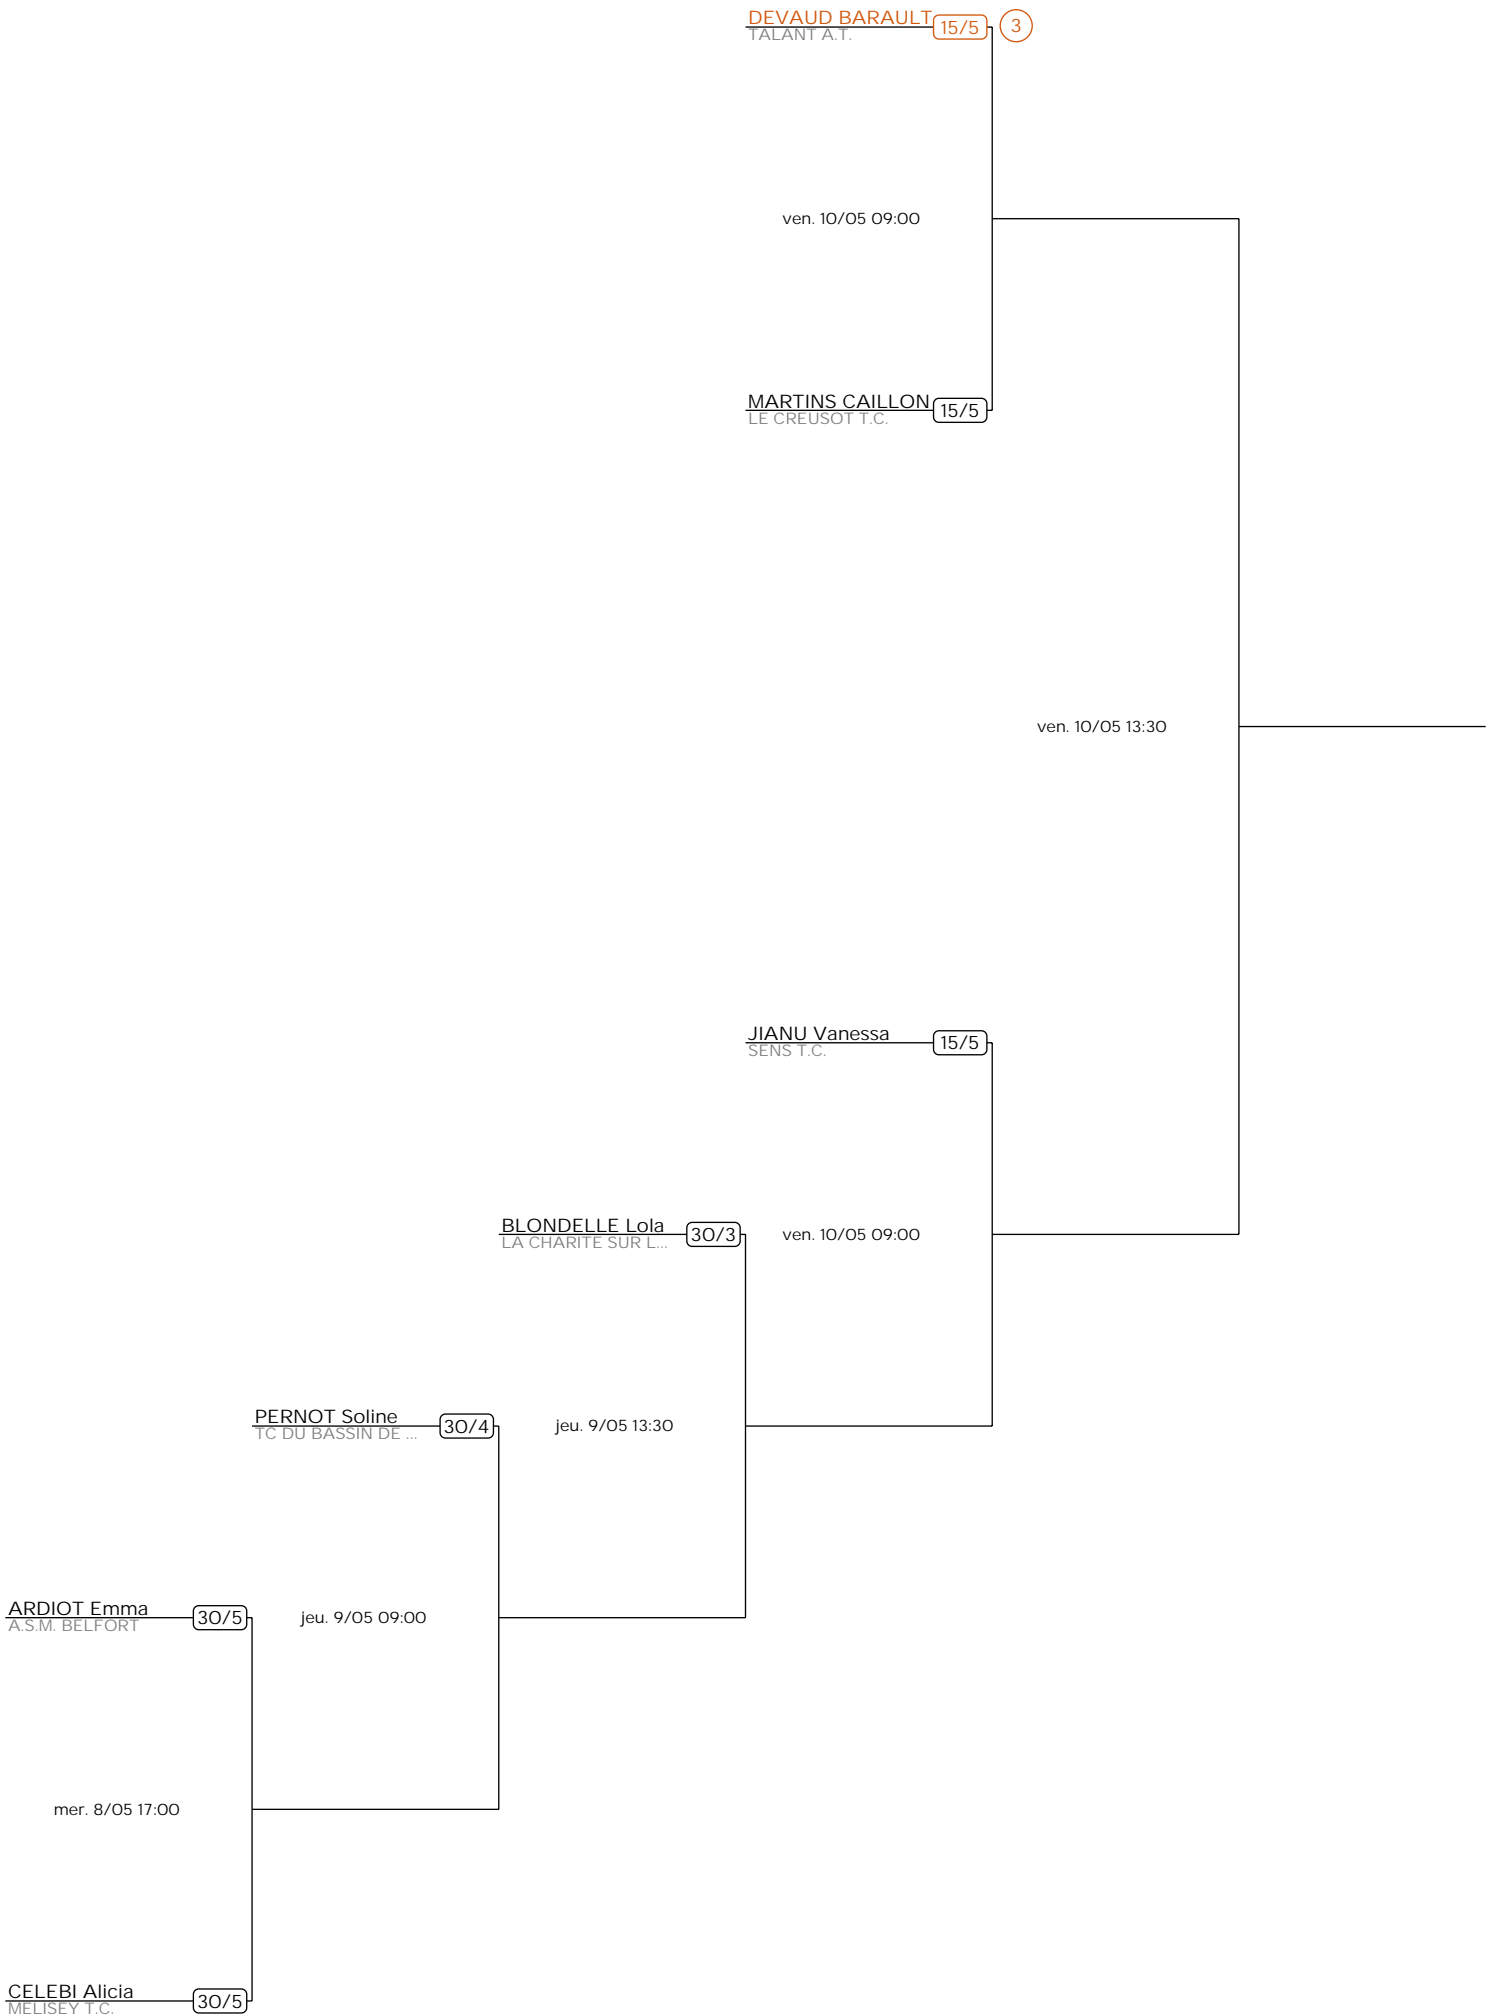 DEVAUD BARAULT 15/5 3
TALANT A.T.
ven. 10/05 09:00
MARTINS CAILLON 15/5
LE CREUSOT T.C.
ven. 10/05 13:30
JIANU Vanessa 15/5
SENS T.C.
BLONDELLE Lola 30/3
LA CHARITE SUR L...
ven. 10/05 09:00
PERNOT Soline 30/4
TC DU BASSIN DE ...
jeu. 9/05 13:30
ARDIOT Emma 30/5
A.S.M. BELFORT
jeu. 9/05 09:00
mer. 8/05 17:00
CELEBI Alicia 30/5
MELISEY T.C.